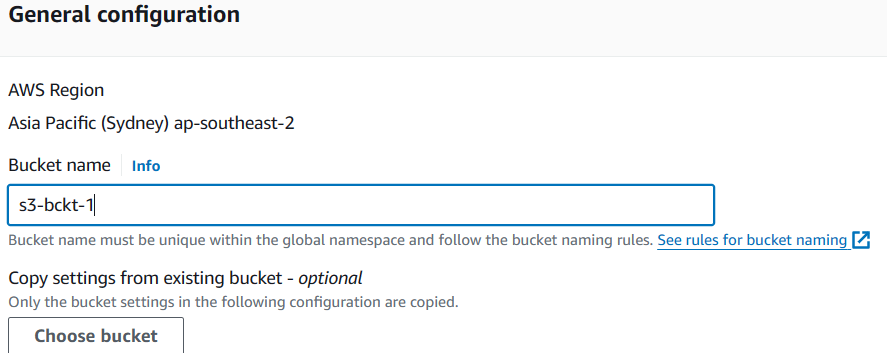 General configuration
AWS Region
Asia Pacific (Sydney) ap-southeast-2
Bucket name Info
s3-bckt-1
Bucket name must be unique within the global namespace and follow the bucket naming rules. See rules for bucket naming
Copy settings from existing bucket - optional
Only the bucket settings in the following configuration are copied.
Choose bucket